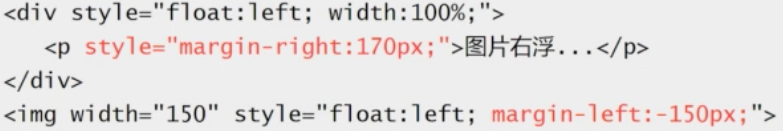 <div style="float:left; width:100%;">
<p style="margin-right:170px;">图片右浮...</p>
</div>
<img width="150" style="float:left; margin-left:-150px;">